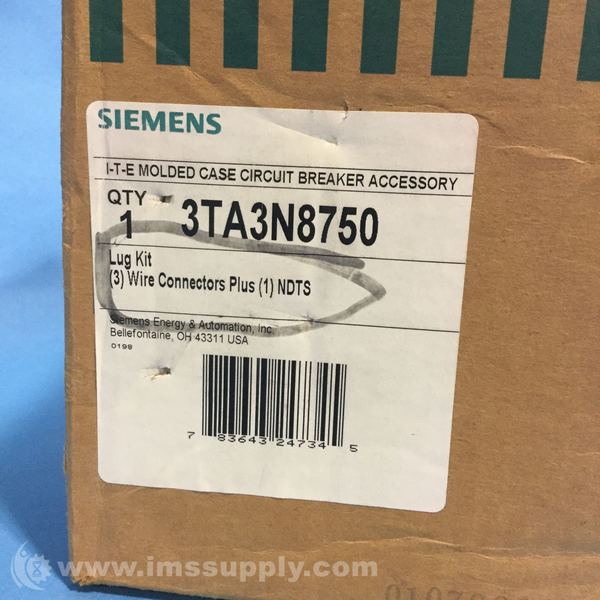 SIEMENS
I-T-E MOLDED CASE CIRCUIT BREAKER ACCESSORY
QTY
1 3TA3N8750
Lug Kit
(3) Wire Connectors Plus (1) NDTS
Siemens Energy & Automation, Inc
Bellefontaine, OH 43311 USA
0198
7 83643 24734 5
www.imssupply.com